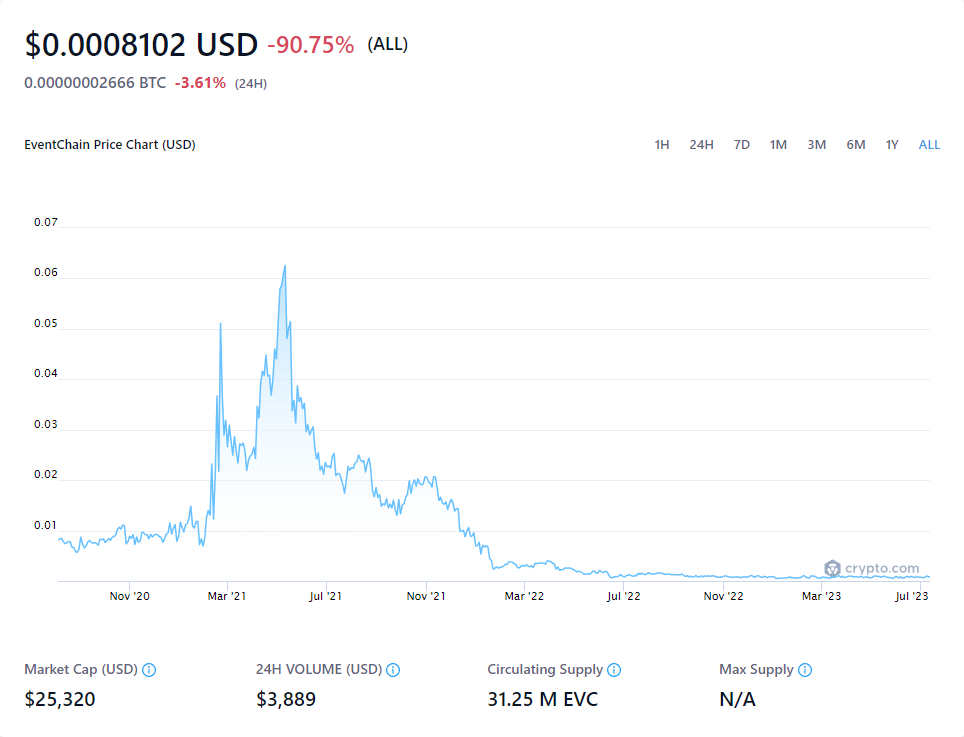 $0.0008102 USD -90.75% (ALL)
0.00000002666 BTC -3.61% (24H)
EventChain Price Chart (USD) 1H 24H 7D 1M 3M 6M 1Y ALL
0.07
0.06
0.05
0.04
0.03
0.02
0.01
crypto.com
Nov '20 Mar '21 Jul '21 Nov '21 Mar '22 Jul '22 Nov '22 Mar '23 Jul '23
Market Cap (USD) 24H VOLUME (USD) Circulating Supply Max Supply
$25,320 $3,889 31.25 M EVC N/A